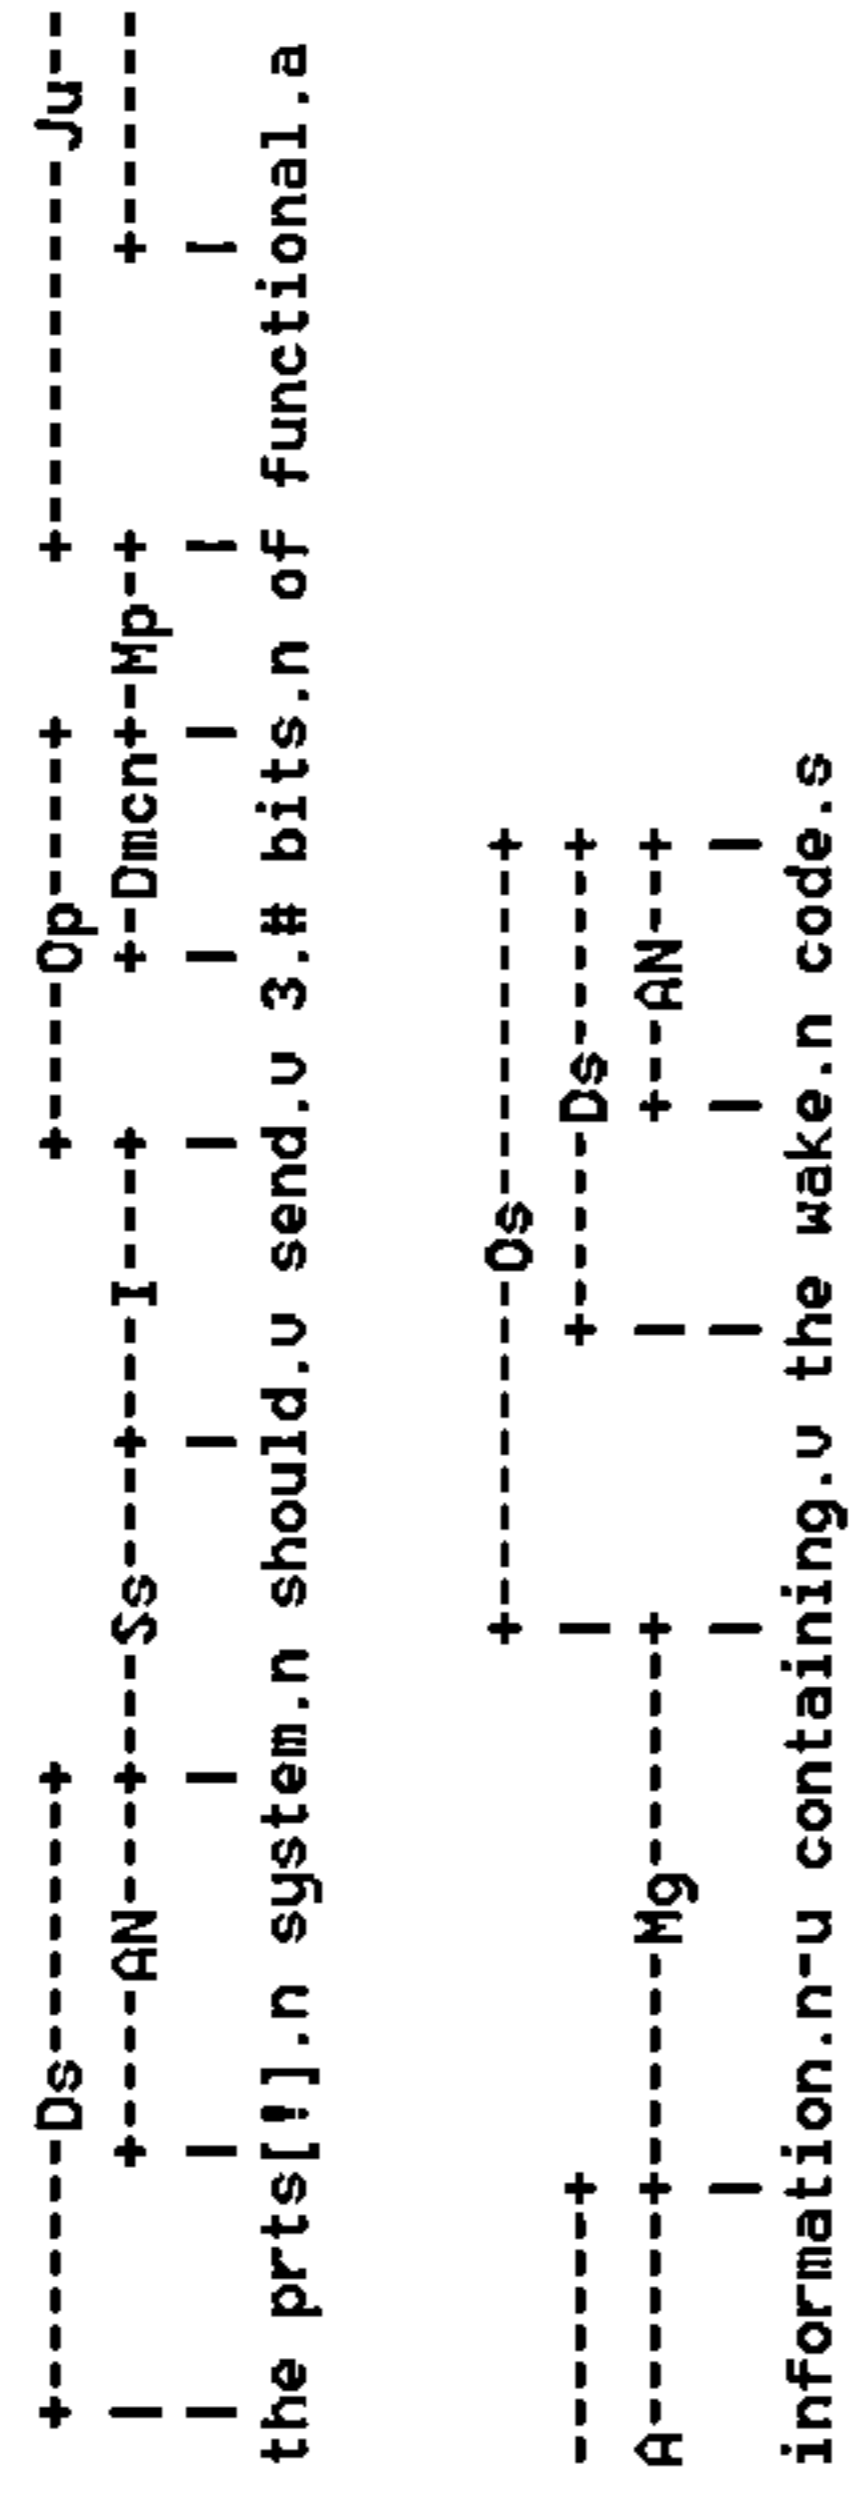 +-------Ds-------+                +----Op----+    +----------Ju--
 |      +----AN---+---Ss---+---I---+    +-Dmcn+-Mp-+       +------
 |      |         |        |       |    |     |    |       |
the prts[!].n system.n should.v send.v 3.# bits.n of functional.a
                      +---------Os---------+
-------+              |       +-----Ds-----+
A------+------Mg------+       |     +--AN--+
       |              |       |     |      |
information.n-u containing.v the wake.n code.s